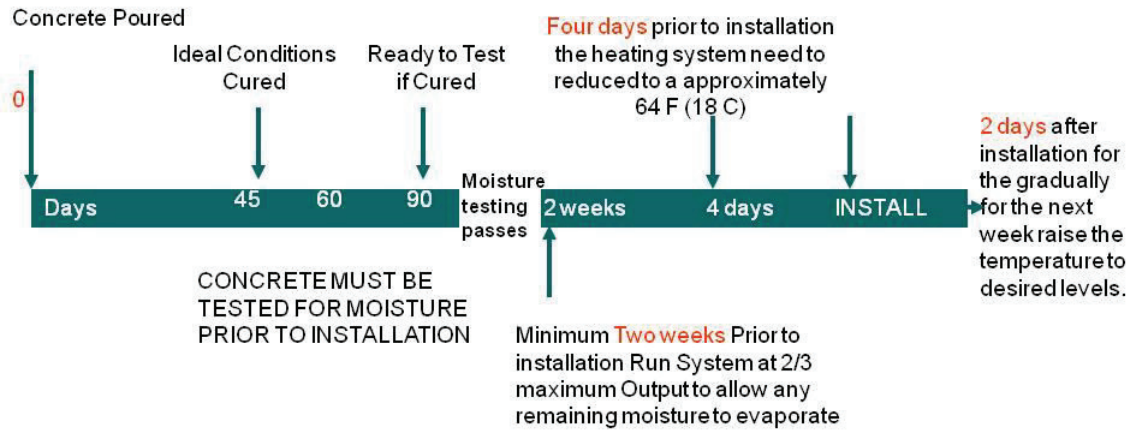 Concrete Poured
0
Ideal Conditions
Cured
Ready to Test
if Cured
Four days prior to installation
the heating system need to
reduced to a approximately
64 F (18 C)
Days
45
60
90
Moisture
testing
passes
2 weeks
4 days
INSTALL
2 days after
installation for
the gradually
for the next
week raise the
temperature to
desired levels.
CONCRETE MUST BE
TESTED FOR MOISTURE
PRIOR TO INSTALLATION
Minimum Two weeks Prior to
installation Run System at 2/3
maximum Output to allow any
remaining moisture to evaporate